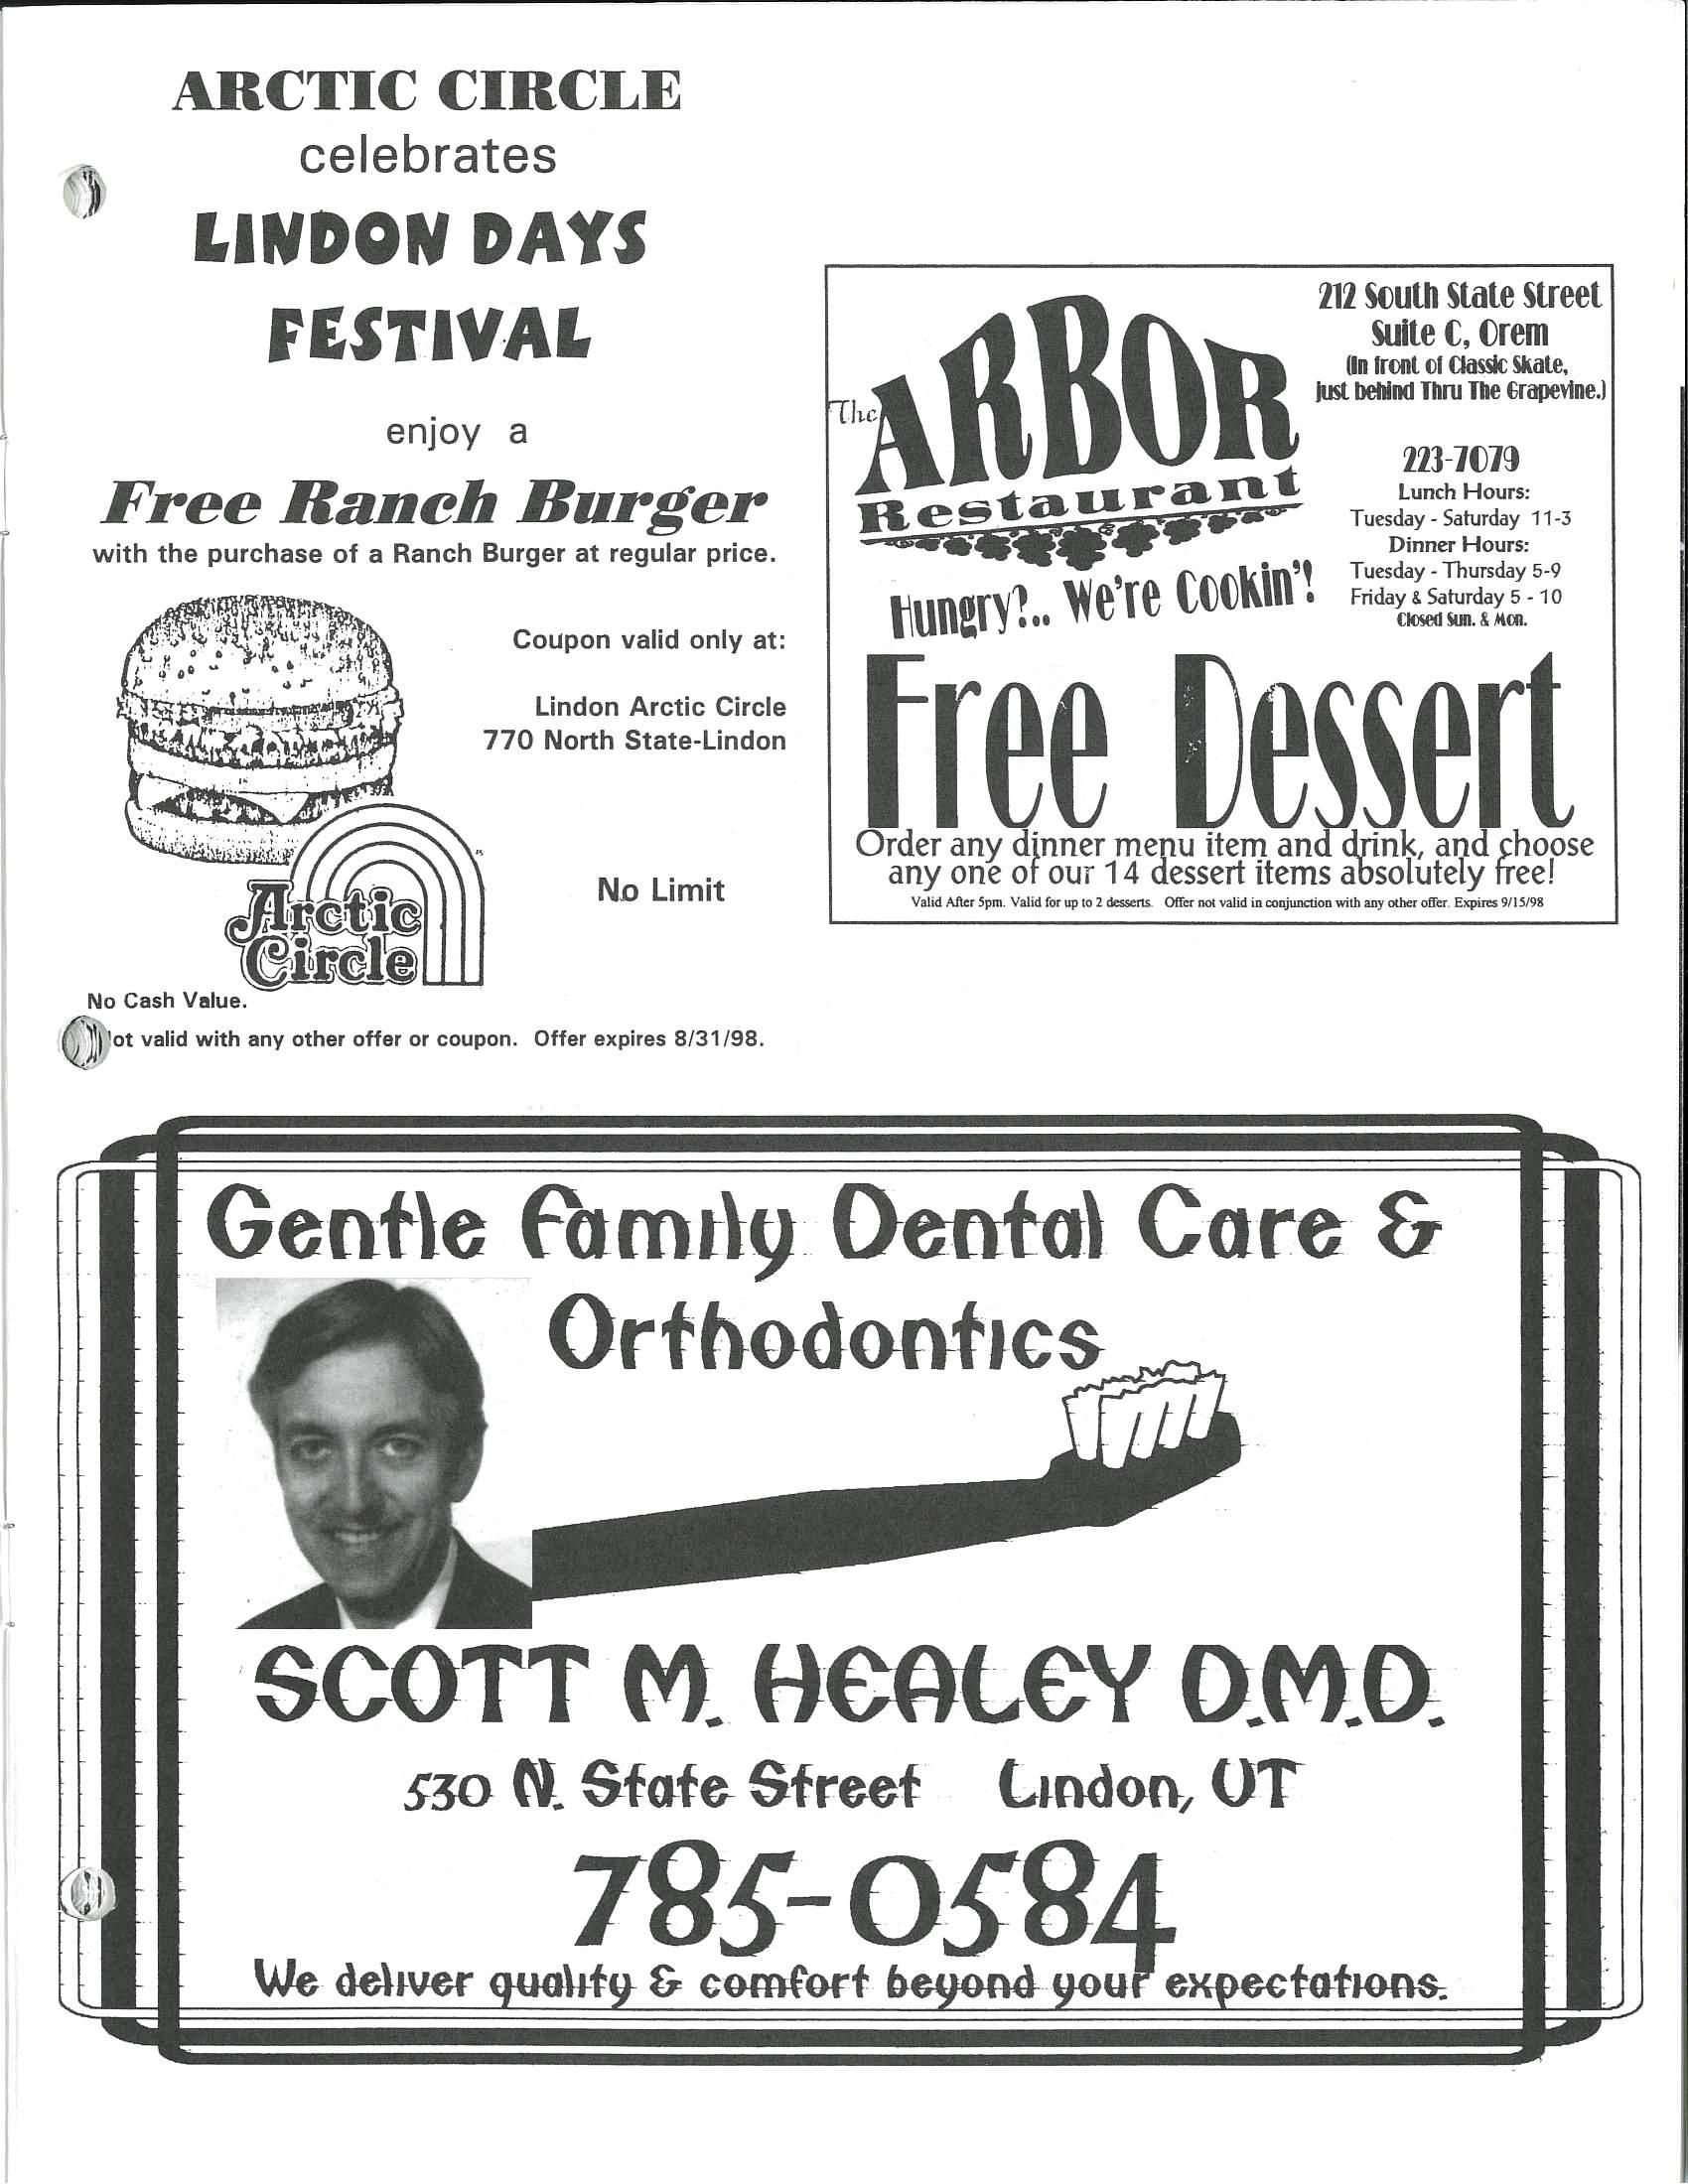 ARCTIC CIRCLE
celebrates
LINDON DAYS
FESTIVAL
enjoy a
Free Ranch Burger
with the purchase of a Ranch Burger at regular price.
Coupon valid only at:
Lindon Arctic Circle
770 North State-Lindon
No Limit
Arctic
Circle
No Cash Value.
ot valid with any other offer or coupon. Offer expires 8/31/98.
The
ARBOR
Restaurant
Hungry?... We're Cookin'!
212 South State Street
Suite C, Orem
(In front of Classic Skate,
just behind Thru The Grapevine.)
223-7079
Lunch Hours:
Tuesday - Saturday 11-3
Dinner Hours:
Tuesday - Thursday 5-9
Friday & Saturday 5 - 10
Closed Sun. & Mon.
Free Dessert
Order any dinner menu item and drink, and choose
any one of our 14 dessert items absolutely free!
Valid After 5pm. Valid for up to 2 desserts. Offer not valid in conjunction with any other offer. Expires 9/15/98
Gentle Family Dental Care &
Orthodontics
SCOTT M. HEALEY D.M.D.
530 N. State Street Lindon, UT
785-0584
We deliver quality & comfort beyond your expectations.